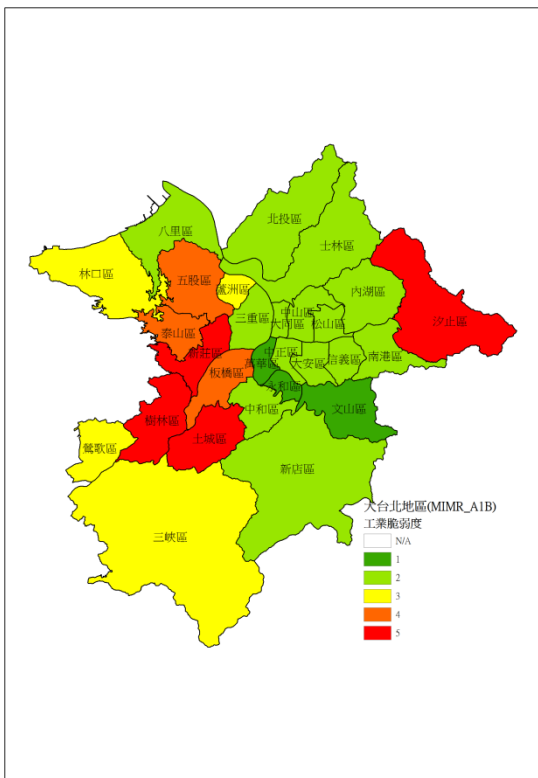 北投區
八里區
士林區
林口區
五股區
內湖區
蘆洲區
汐止區
三重區
中山區
大同區
松山區
泰山區
新莊區
中正區
萬華區
大安區
信義區
南港區
板橋區
永和區
文山區
中和區
樹林區
土城區
鶯歌區
新店區
三峽區
大台北地區(MIMR_A1B)
工業脆弱度
N/A
1
2
3
4
5